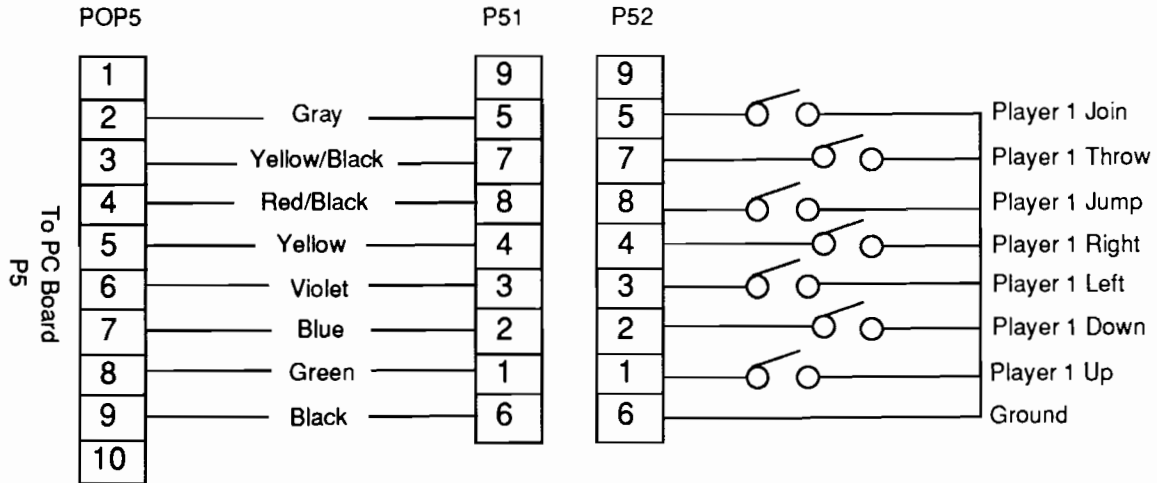 POP5 P51 P52
1 9 9
2 Gray 5 5 Player 1 Join
3 Yellow/Black 7 7 Player 1 Throw
4 Red/Black 8 8 Player 1 Jump
5 Yellow 4 4 Player 1 Right
6 Violet 3 3 Player 1 Left
7 Blue 2 2 Player 1 Down
8 Green 1 1 Player 1 Up
9 Black 6 6 Ground
10
To PC Board
P5